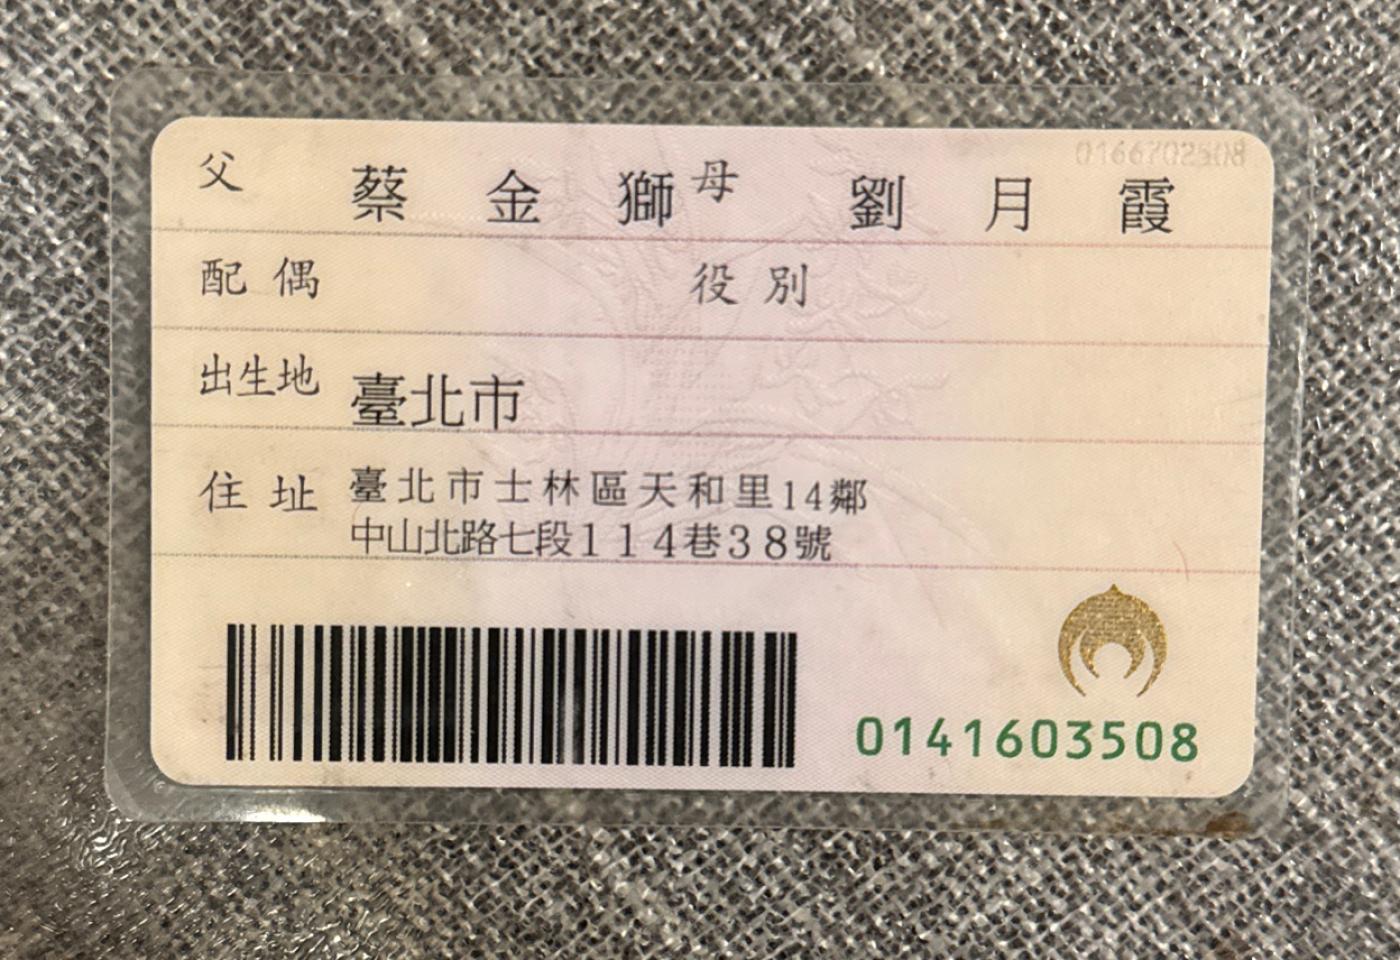 0166702508
父 蔡金獅 母 劉月霞
配偶 役別
出生地 臺北市
住址 臺北市士林區天和里14鄰
中山北路七段114巷38號
0141603508